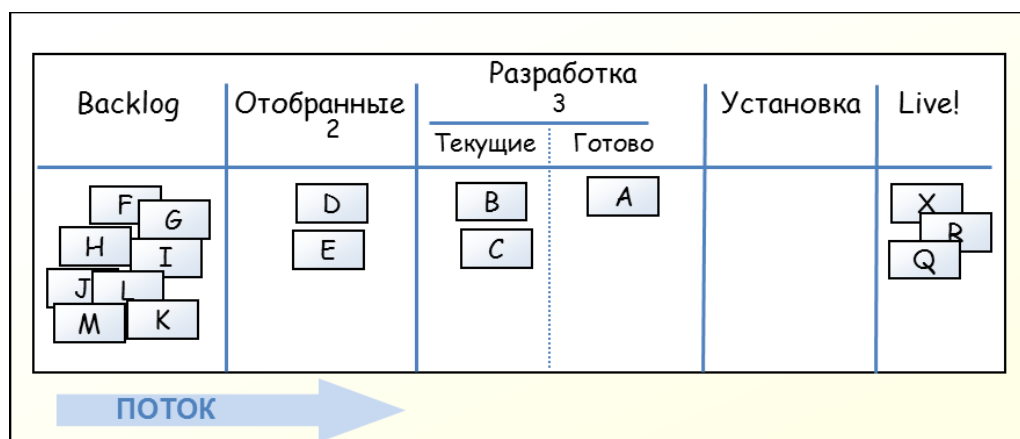 Backlog
Отобранные
2
Разработка
3
Текущие
Готово
Установка
Live!
F
G
H
I
J
L
M
K
D
E
B
C
A
X
R
Q
ПОТОК